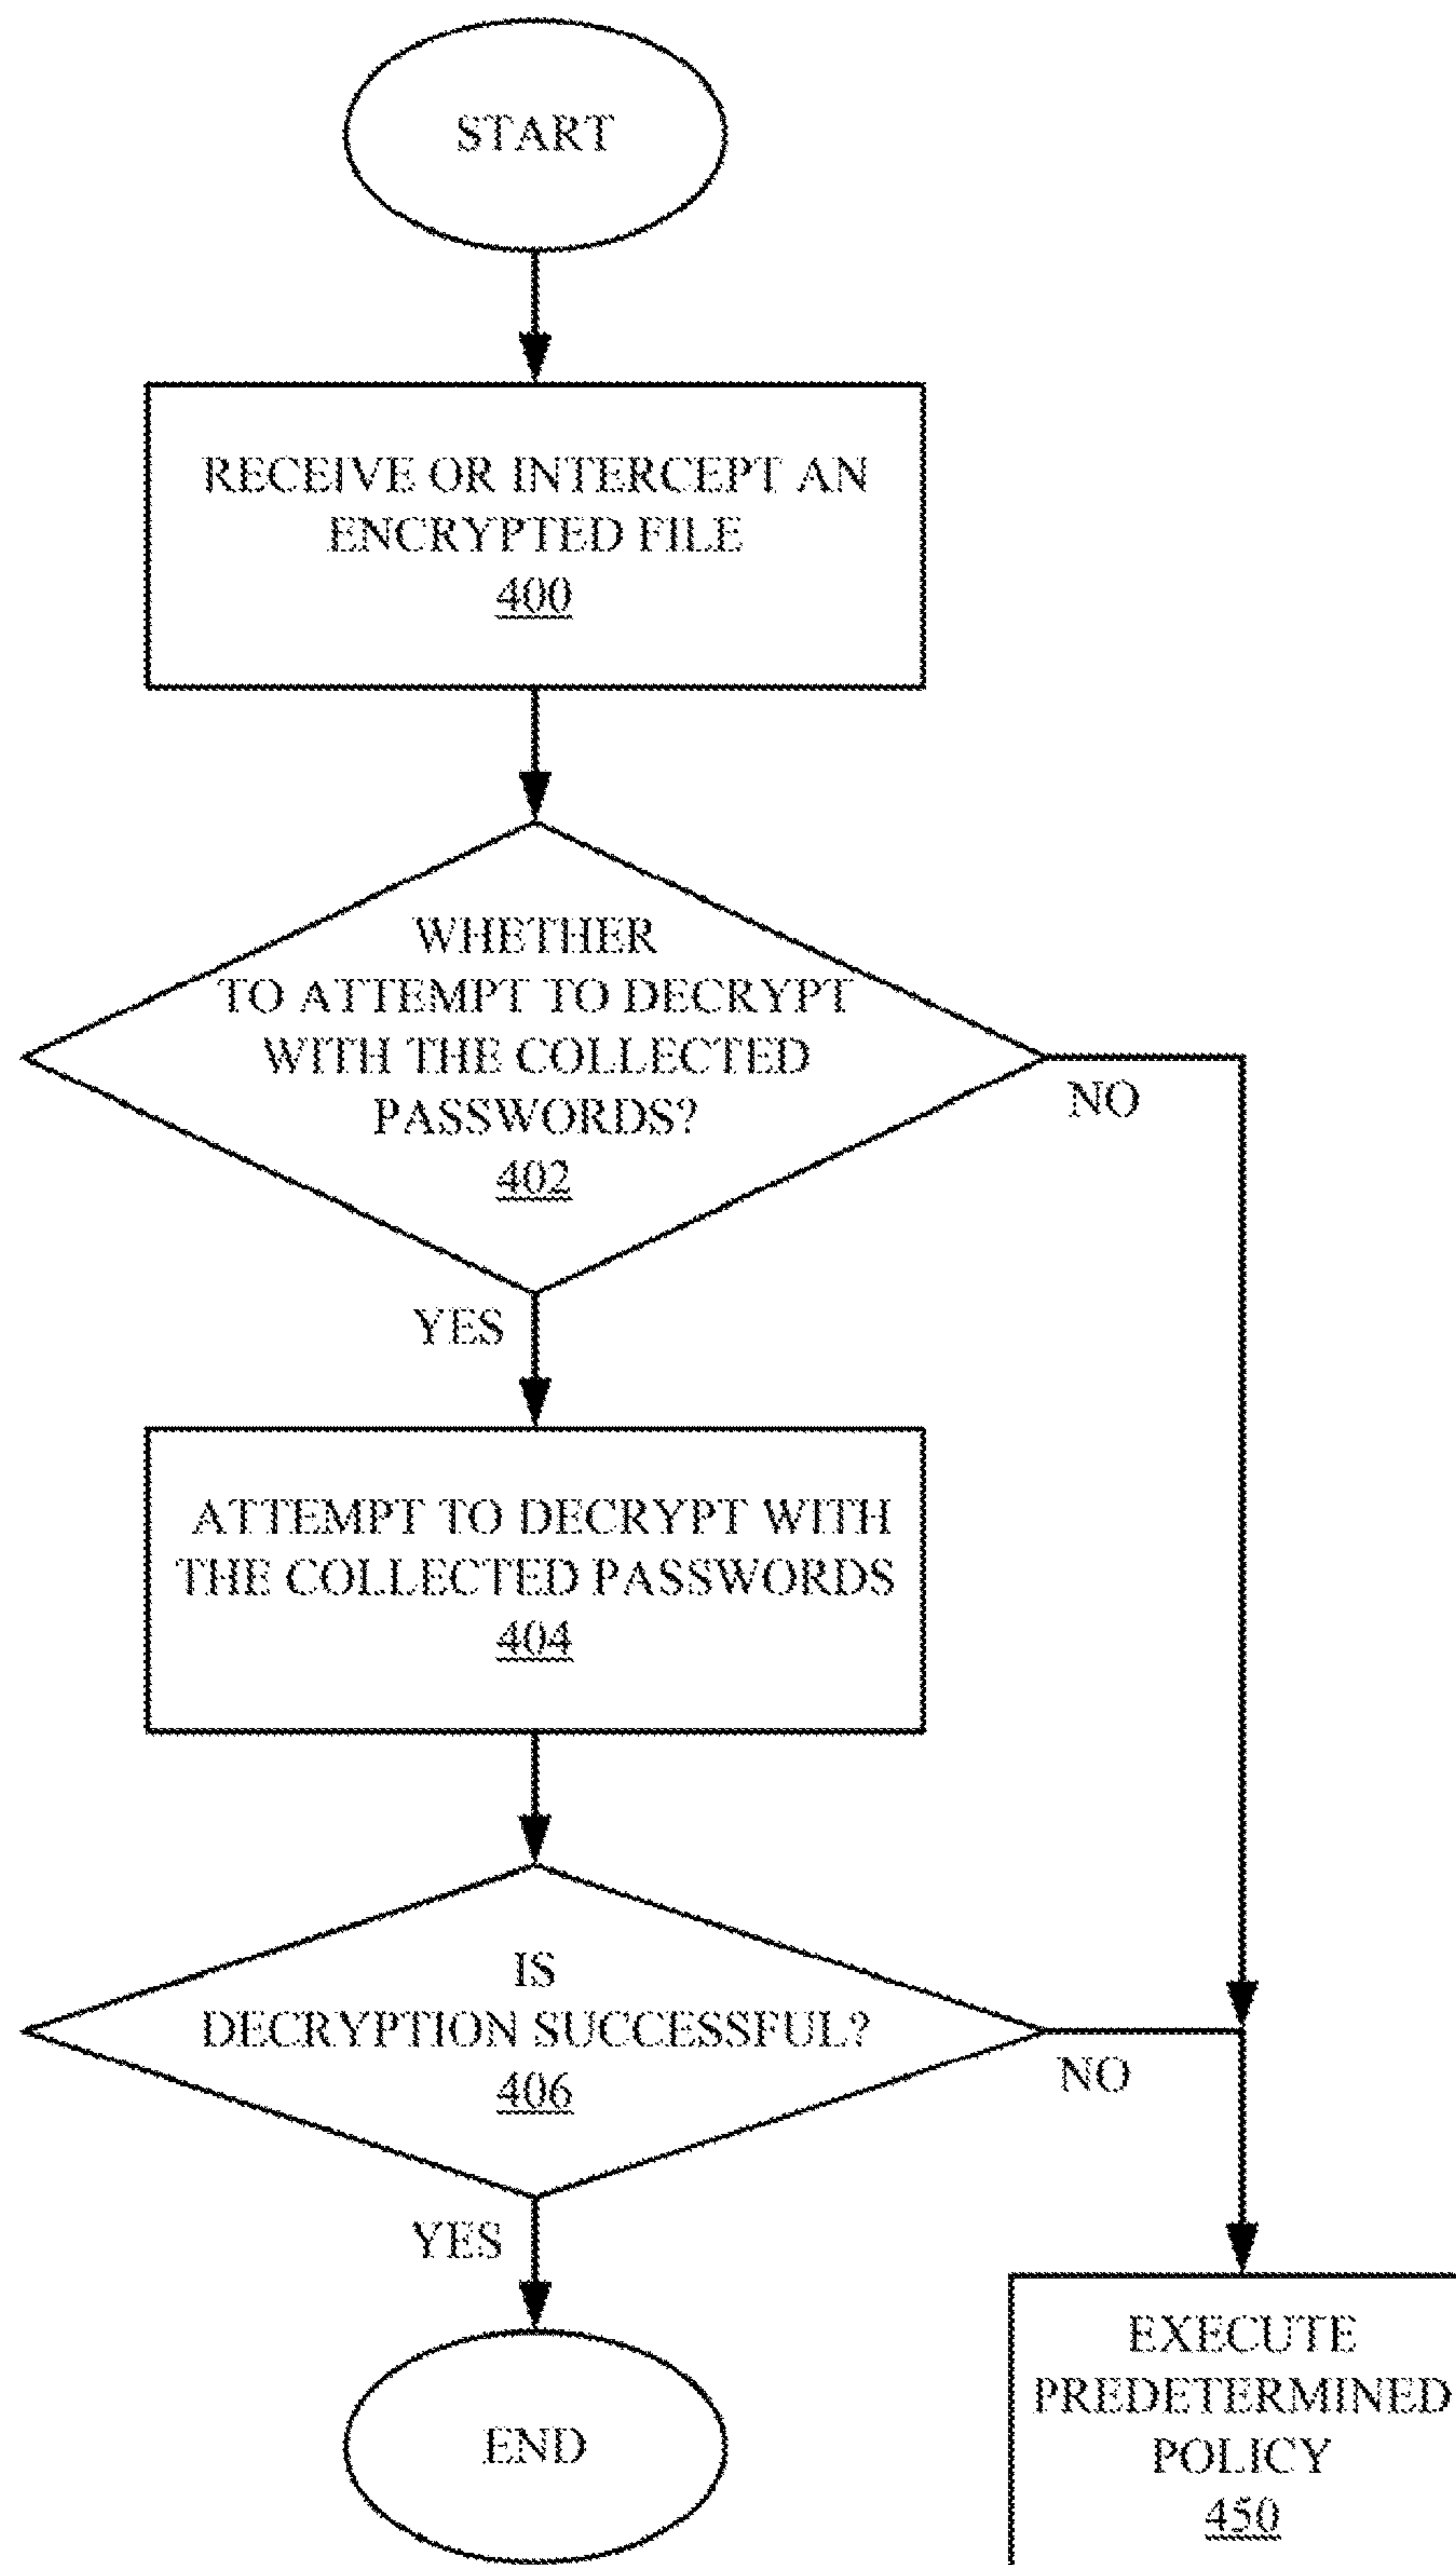 START
RECEIVE OR INTERCEPT AN
ENCRYPTED FILE
400
WHETHER
TO ATTEMPT TO DECRYPT
WITH THE COLLECTED
PASSWORDS?
402
NO
YES
ATTEMPT TO DECRYPT WITH
THE COLLECTED PASSWORDS
404
IS
DECRYPTION SUCCESSFUL?
406
NO
YES
END
EXECUTE
PREDETERMINED
POLICY
450